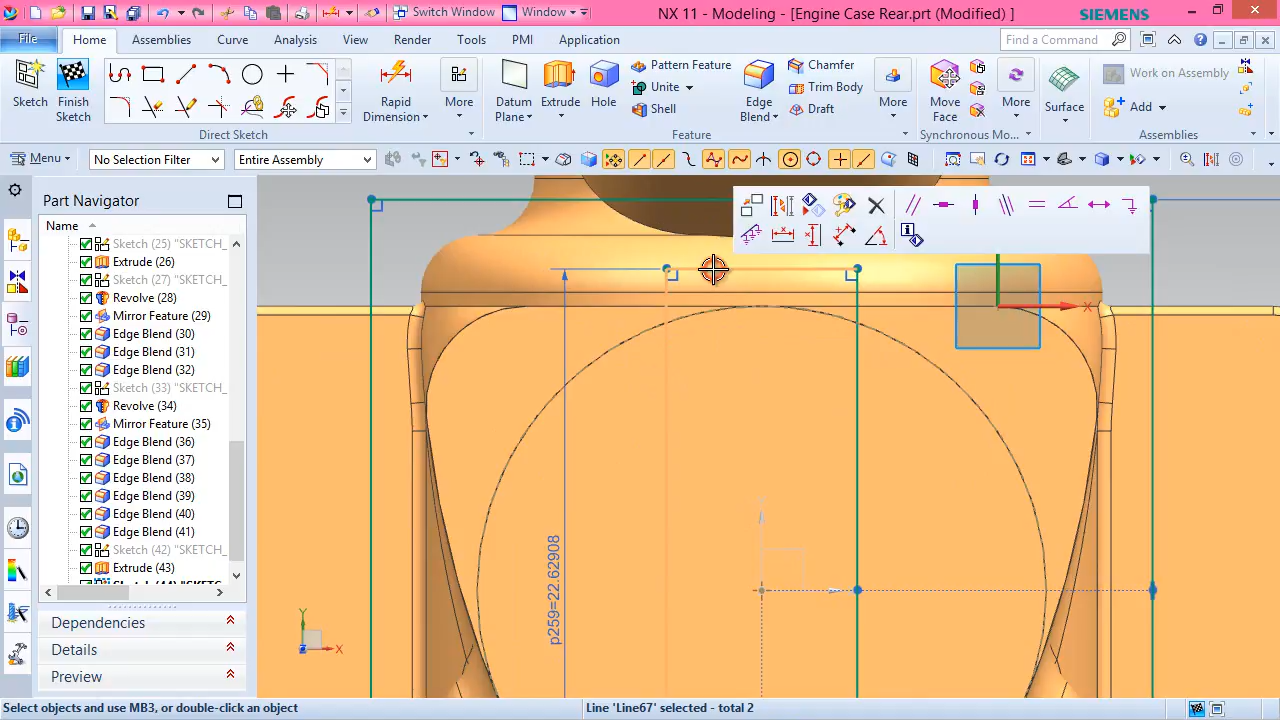 Switch Window Window NX 11 - Modeling - [Engine Case Rear.prt (Modified) ] SIEMENS
File Home Assemblies Curve Analysis View Render Tools PMI Application Find a Command
Sketch Finish Sketch Rapid Dimension More Datum Plane Extrude Hole Pattern Feature Unite Shell Edge Blend Chamfer Trim Body Draft More Move Face More Surface Work on Assembly Add
Direct Sketch Feature Synchronous Mo... Assemblies
Menu No Selection Filter Entire Assembly
Part Navigator
Name
Sketch (25) "SKETCH_
Extrude (26)
Sketch (27) "SKETCH_
Revolve (28)
Mirror Feature (29)
Edge Blend (30)
Edge Blend (31)
Edge Blend (32)
Sketch (33) "SKETCH_
Revolve (34)
Mirror Feature (35)
Edge Blend (36)
Edge Blend (37)
Edge Blend (38)
Edge Blend (39)
Edge Blend (40)
Edge Blend (41)
Sketch (42) "SKETCH_
Extrude (43)
Sketch (44) "SKETCH_
Dependencies
Details
Preview
X
p259=22.62908
Y
X
Select objects and use MB3, or double-click an object Line 'Line67' selected - total 2